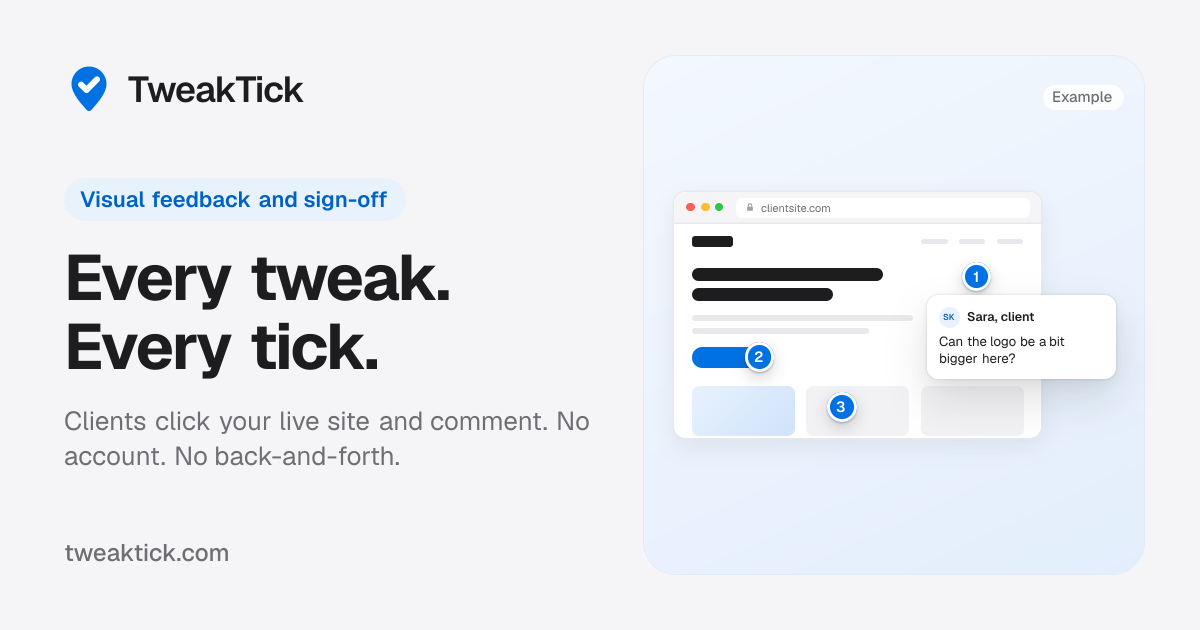 TweakTick
Visual feedback and sign-off
Every tweak.
Every tick.
Clients click your live site and comment. No
account. No back-and-forth.
tweaktick.com
Example
clientsite.com
1
SK Sara, client
Can the logo be a bit
bigger here?
2
3